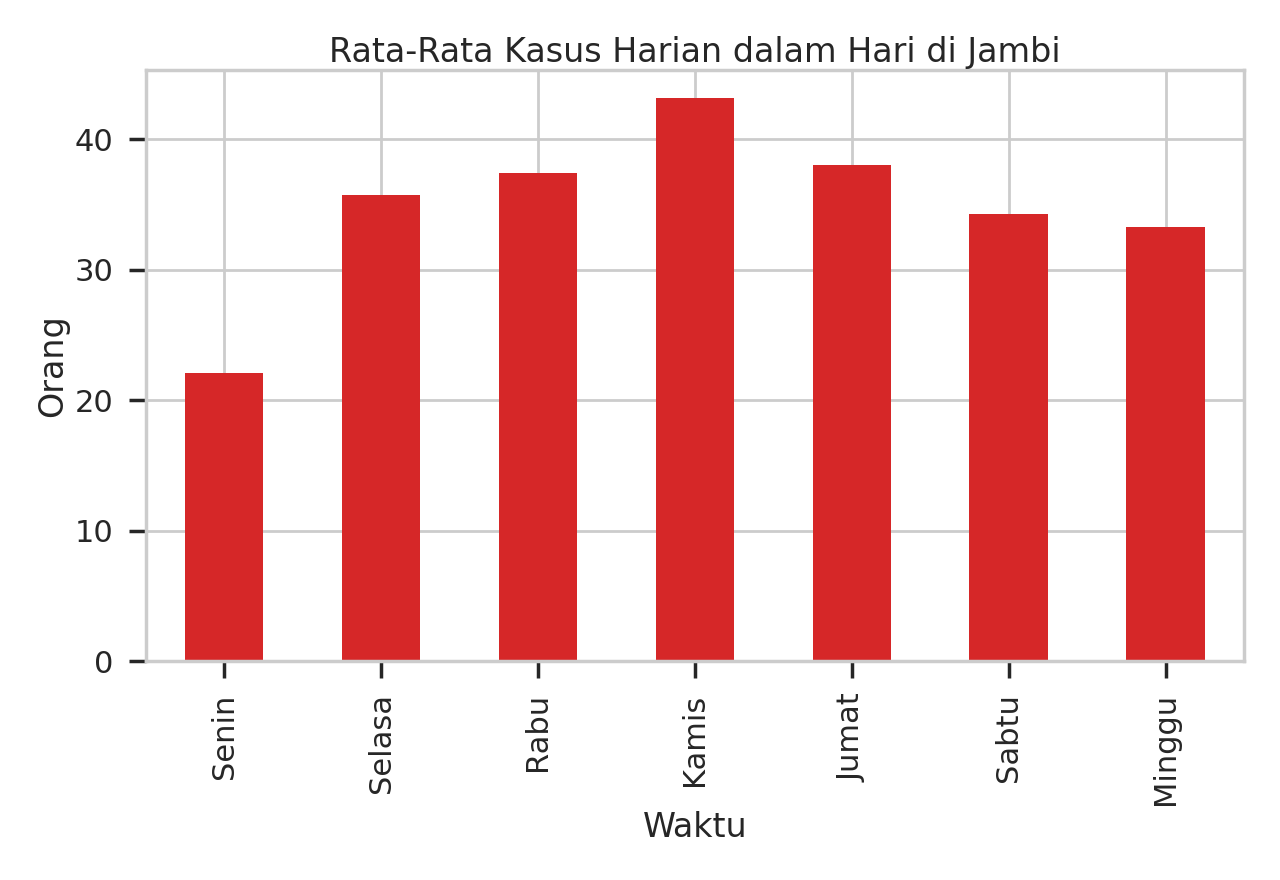 Rata-Rata Kasus Harian dalam Hari di Jambi
Orang
40
30
20
10
0
Senin
Selasa
Rabu
Kamis
Jumat
Sabtu
Minggu
Waktu